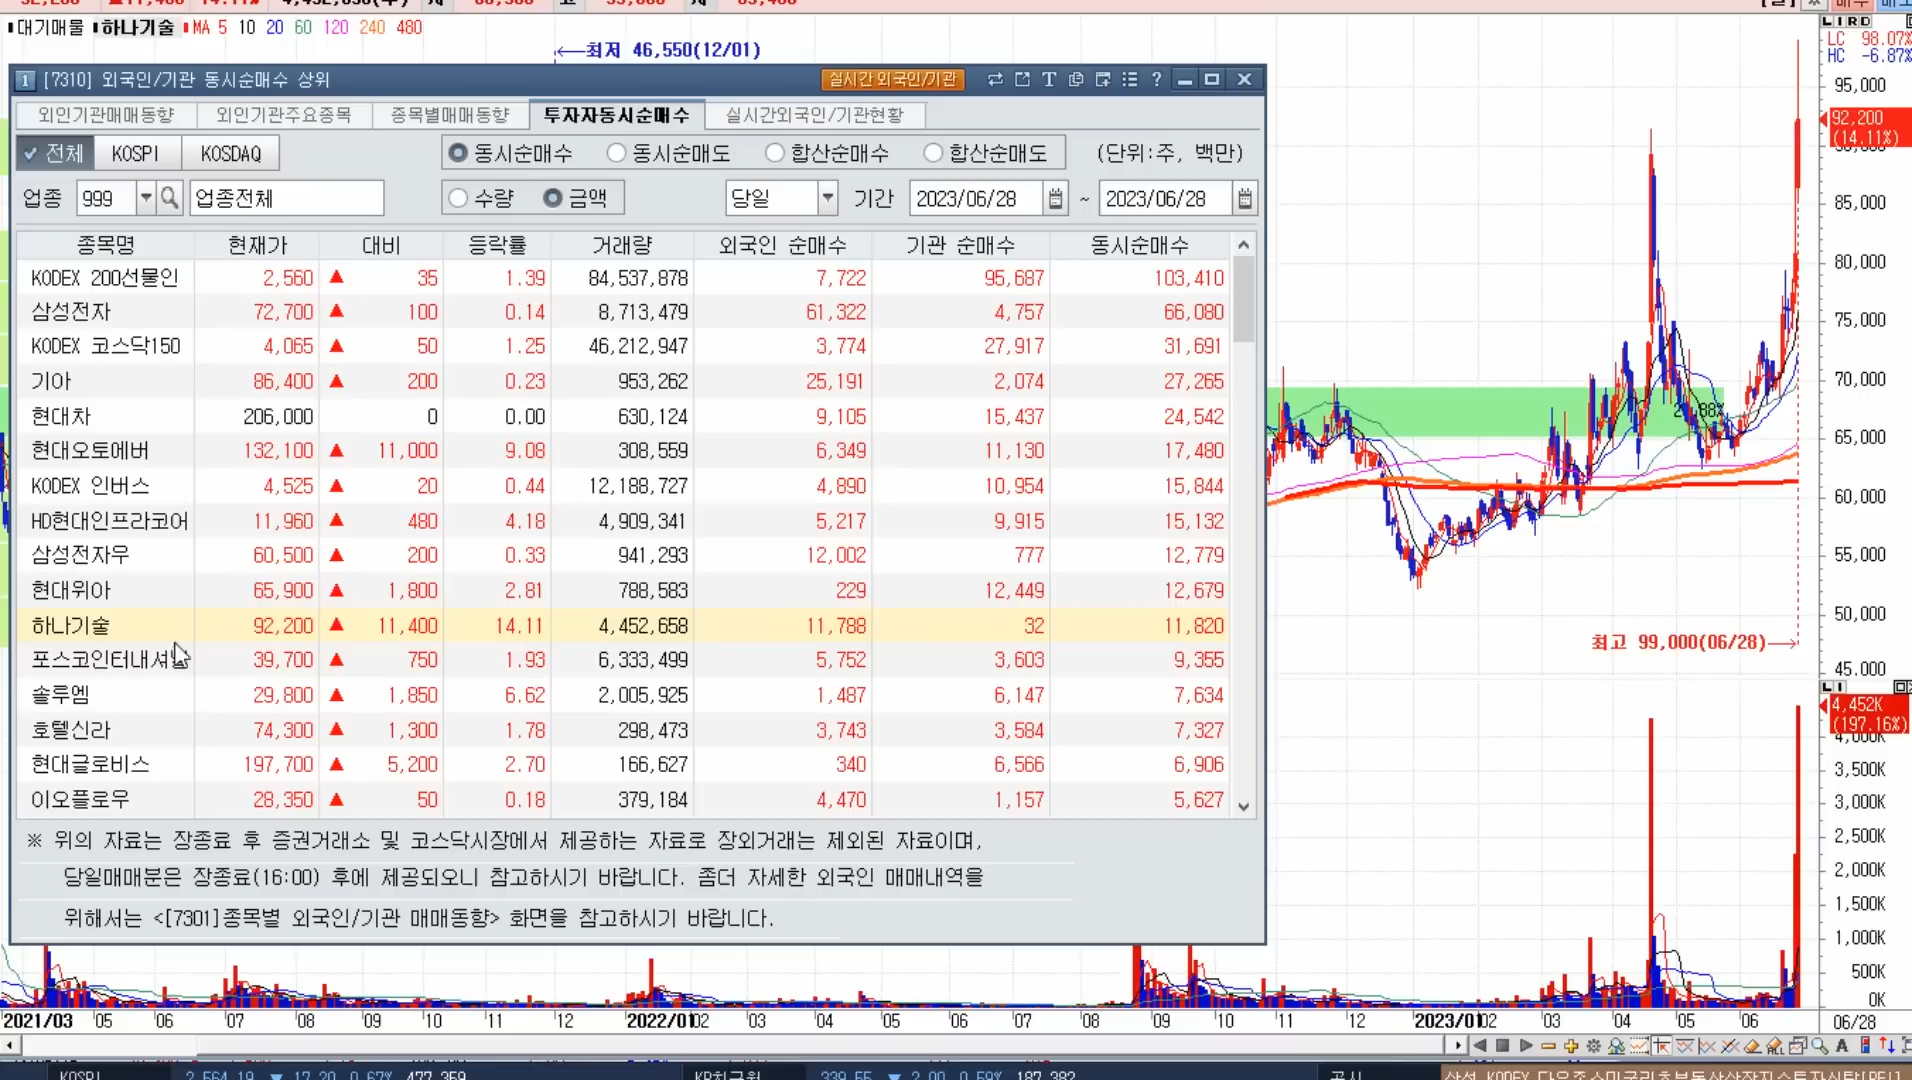 대기매물 하나기술 MA 5 10 20 60 120 240 480
LIRD
LC 98.07%
HC -6.87%
←최저 46,550(12/01)
1 [7310] 외국인/기관 동시순매수 상위 실시간 외국인/기관
외인기관매매동향 외인기관주요종목 종목별매매동향 투자자동시순매수 실시간외국인/기관현황
전체 KOSPI KOSDAQ 동시순매수 동시순매도 합산순매수 합산순매도 (단위:주, 백만)
업종 999 업종전체 수량 금액 당일 기간 2023/06/28 ~ 2023/06/28
종목명 현재가 대비 등락률 거래량 외국인 순매수 기관 순매수 동시순매수
KODEX 200선물인 2,560 ▲ 35 1.39 84,537,878 7,722 95,687 103,410
삼성전자 72,700 ▲ 100 0.14 8,713,479 61,322 4,757 66,080
KODEX 코스닥150 4,065 ▲ 50 1.25 46,212,947 3,774 27,917 31,691
기아 86,400 ▲ 200 0.23 953,262 25,191 2,074 27,265
현대차 206,000 0 0.00 630,124 9,105 15,437 24,542
현대오토에버 132,100 ▲ 11,000 9.08 308,559 6,349 11,130 17,480
KODEX 인버스 4,525 ▲ 20 0.44 12,188,727 4,890 10,954 15,844
HD현대인프라코어 11,960 ▲ 480 4.18 4,909,341 5,217 9,915 15,132
삼성전자우 60,500 ▲ 200 0.33 941,293 12,002 777 12,779
현대위아 65,900 ▲ 1,800 2.81 788,583 229 12,449 12,679
하나기술 92,200 ▲ 11,400 14.11 4,452,658 11,788 32 11,820
포스코인터내셔널 39,700 ▲ 750 1.93 6,333,499 5,752 3,603 9,355
솔루엠 29,800 ▲ 1,850 6.62 2,005,925 1,487 6,147 7,634
호텔신라 74,300 ▲ 1,300 1.78 298,473 3,743 3,584 7,327
현대글로비스 197,700 ▲ 5,200 2.70 166,627 340 6,566 6,906
이오플로우 28,350 ▲ 50 0.18 379,184 4,470 1,157 5,627
※ 위의 자료는 장종료 후 증권거래소 및 코스닥시장에서 제공하는 자료로 장외거래는 제외된 자료이며,
당일매매분은 장종료(16:00) 후에 제공되오니 참고하시기 바랍니다. 좀더 자세한 외국인 매매내역을
위해서는 <[7301]종목별 외국인/기관 매매동향> 화면을 참고하시기 바랍니다.
95,000
92,200
(14.11%)
90,000
85,000
80,000
75,000
70,000
65,000
60,000
55,000
50,000
최고 99,000(06/28)→
45,000
LI
4,452K
(197.16%)
4,000K
3,500K
3,000K
2,500K
2,000K
1,500K
1,000K
500K
0K
2021/03 05 06 07 08 09 10 11 12 2022/01 02 03 04 05 06 07 08 09 10 11 12 2023/01 02 03 04 05 06 06/28
KOSPI 2,564.19 ▼ 17.20 0.67% 477,359 339.55 ▼ 2.00 0.59% 187,382 공시